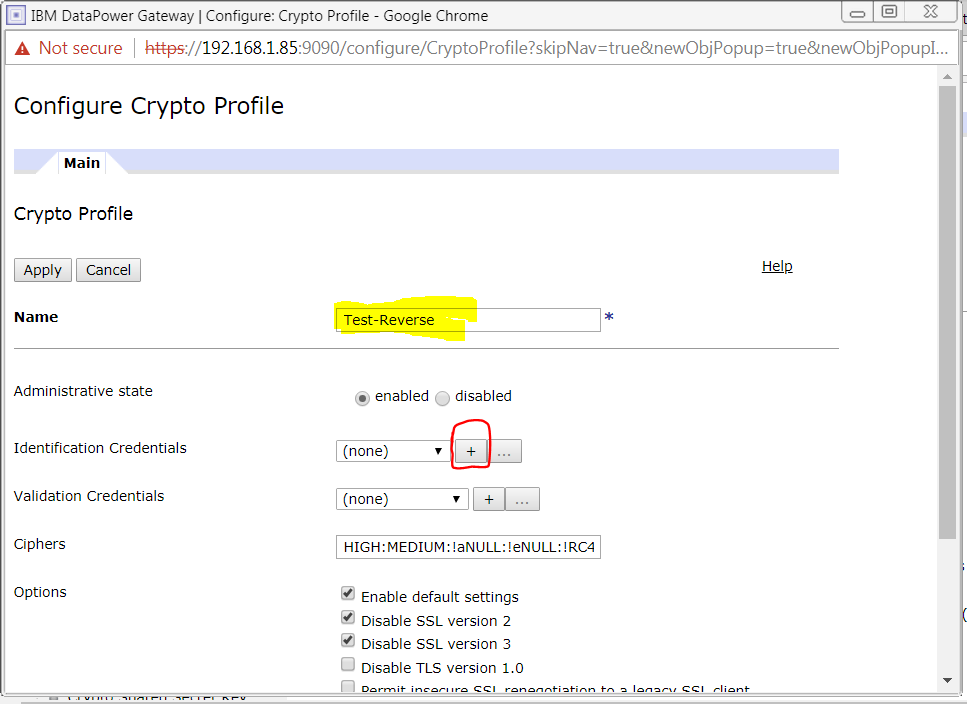 IBM DataPower Gateway | Configure: Crypto Profile - Google Chrome
Not secure | https://192.168.1.85:9090/configure/CryptoProfile?skipNav=true&newObjPopup=true&newObjPopupI...
Configure Crypto Profile
Main
Crypto Profile
Apply Cancel Help
Name Test-Reverse *
Administrative state enabled disabled
Identification Credentials (none) + ...
Validation Credentials (none) + ...
Ciphers HIGH:MEDIUM:!aNULL:!eNULL:!RC4
Options Enable default settings
Disable SSL version 2
Disable SSL version 3
Disable TLS version 1.0
Permit insecure SSL renegotiation to a legacy SSL client
Crypto Shared Secret Key